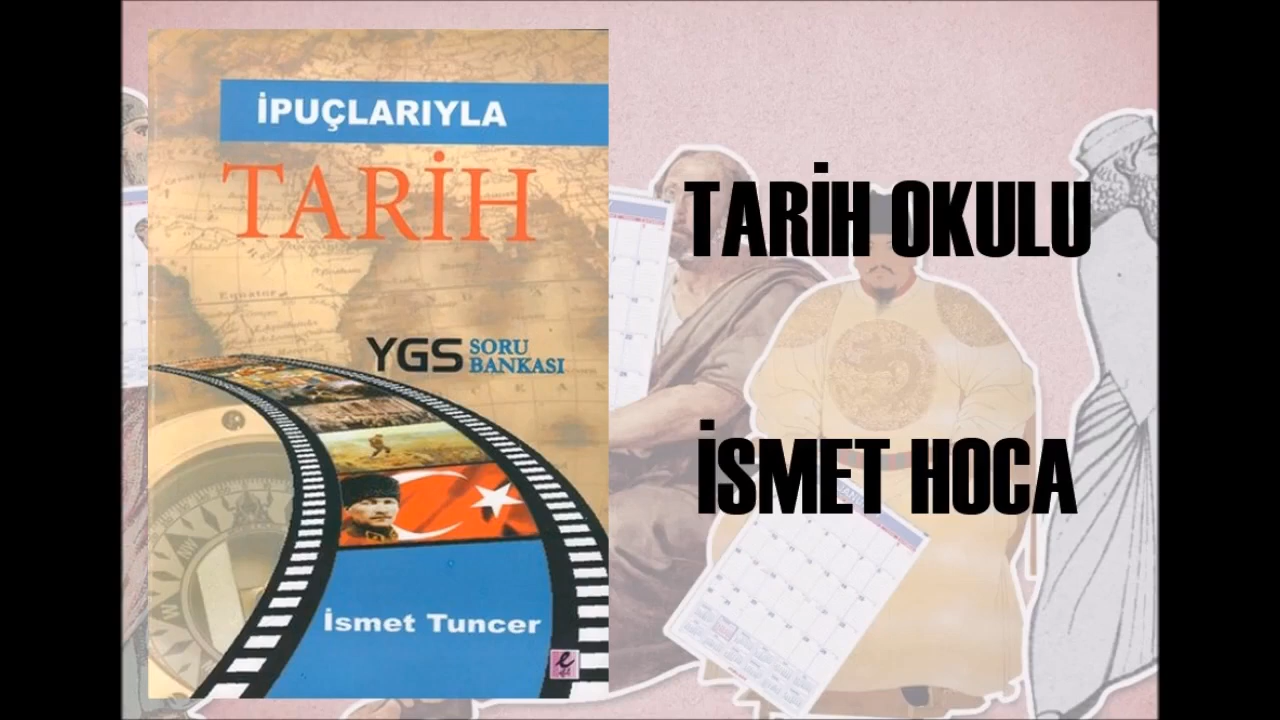 İPUÇLARIYLA
TARİH
YGS SORU
BANKASI
İsmet Tuncer
TARİH OKULU
İSMET HOCA